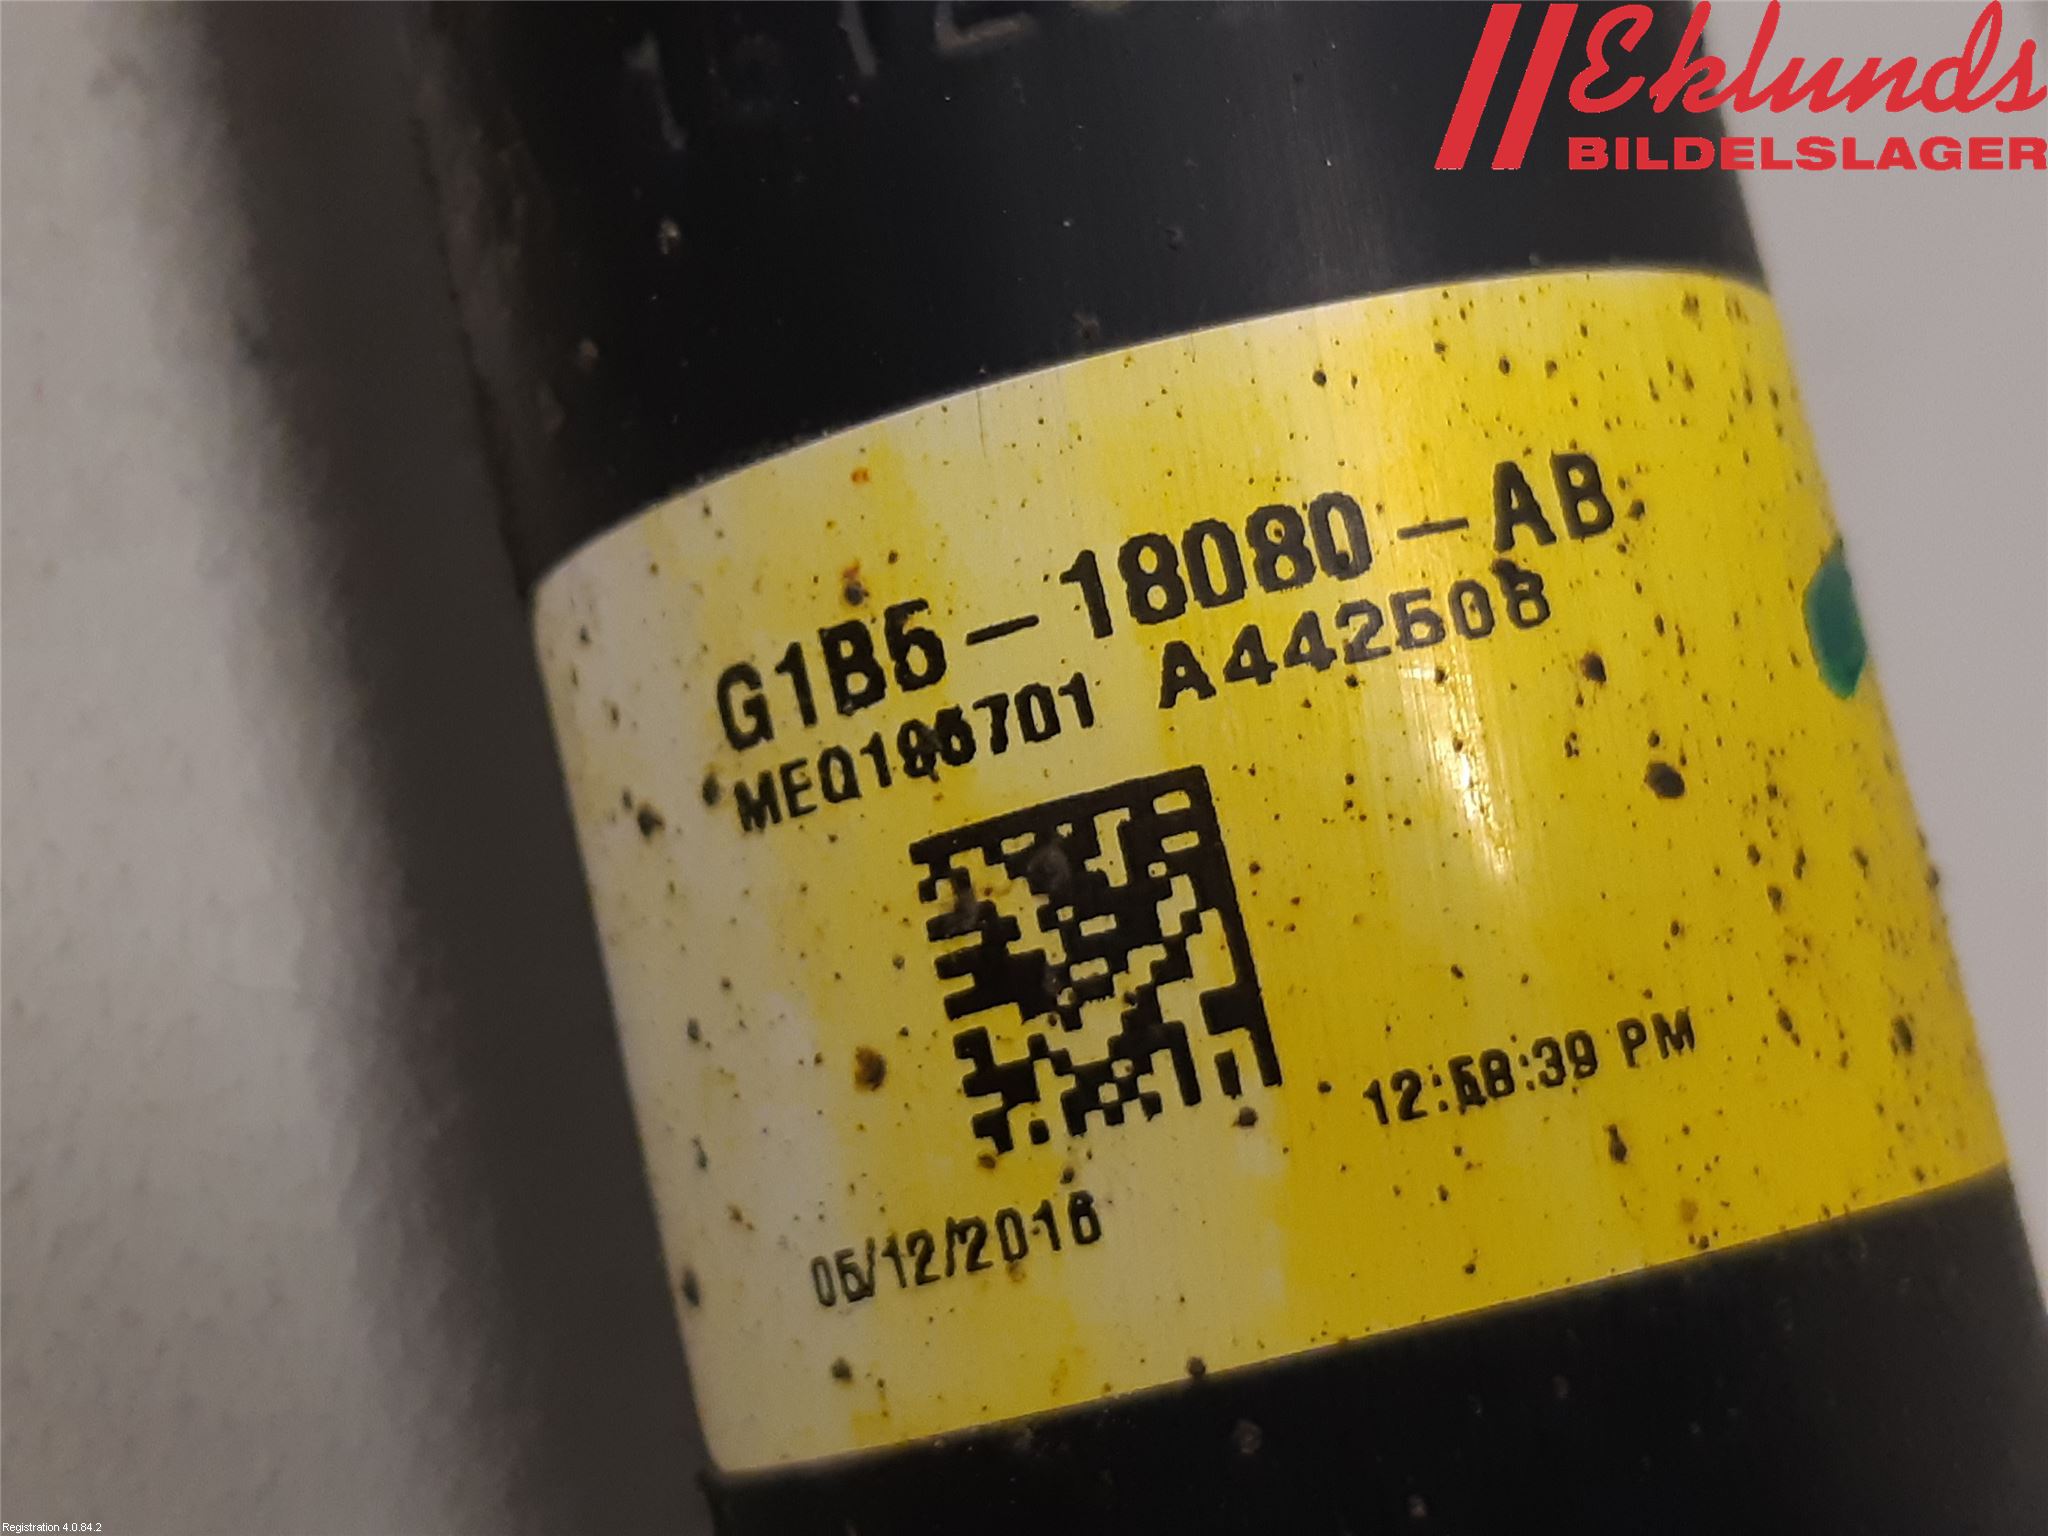 Eklunds
BILDELSLAGER
G1B5-18080-AB
A442508
12:58:39 PM
05/12/2016
Registration 4.0.84.2